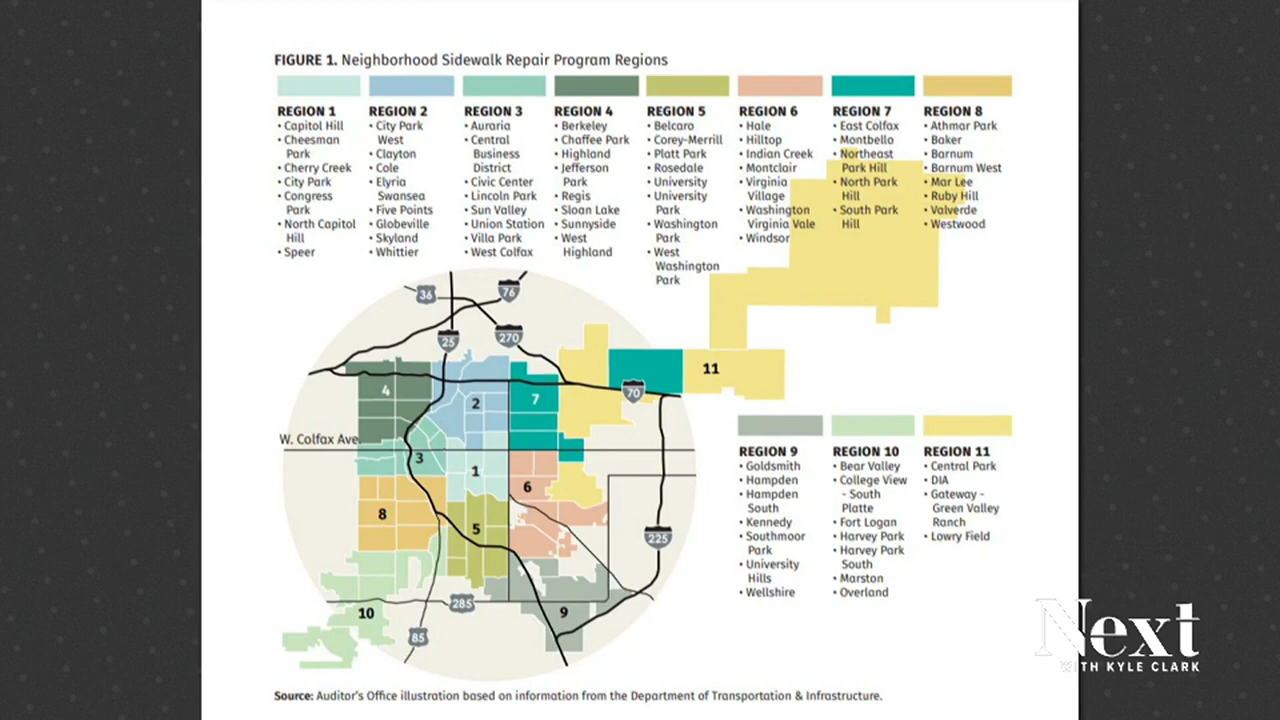 FIGURE 1. Neighborhood Sidewalk Repair Program Regions
REGION 1
• Capitol Hill
• Cheesman
Park
• Cherry Creek
• City Park
• Congress
Park
• North Capitol
Hill
• Speer
REGION 2
• City Park
West
• Clayton
• Cole
• Elyria
Swansea
• Five Points
• Globeville
• Skyland
• Whittier
REGION 3
• Auraria
• Central
Business
District
• Civic Center
• Lincoln Park
• Sun Valley
• Union Station
• Villa Park
• West Colfax
REGION 4
• Berkeley
• Chaffee Park
• Highland
• Jefferson
Park
• Regis
• Sloan Lake
• Sunnyside
• West
Highland
REGION 5
• Belcaro
• Corey-Merrill
• Platt Park
• Rosedale
• University
• University
Park
• Washington
Park
• West
Washington
Park
REGION 6
• Hale
• Hilltop
• Indian Creek
• Montclair
• Virginia
Village
• Washington
Virginia Vale
• Windsor
REGION 7
• East Colfax
• Montbello
• Northeast
Park Hill
• North Park
Hill
• South Park
Hill
REGION 8
• Athmar Park
• Baker
• Barnum
• Barnum West
• Mar Lee
• Ruby Hill
• Valverde
• Westwood
36
76
25
270
70
225
285
85
W. Colfax Ave.
4
2
7
11
3
1
6
8
5
10
9
REGION 9
• Goldsmith
• Hampden
• Hampden
South
• Kennedy
• Southmoor
Park
• University
Hills
• Wellshire
REGION 10
• Bear Valley
• College View
- South
Platte
• Fort Logan
• Harvey Park
• Harvey Park
South
• Marston
• Overland
REGION 11
• Central Park
• DIA
• Gateway -
Green Valley
Ranch
• Lowry Field
Source: Auditor's Office illustration based on information from the Department of Transportation & Infrastructure.
Next
WITH KYLE CLARK